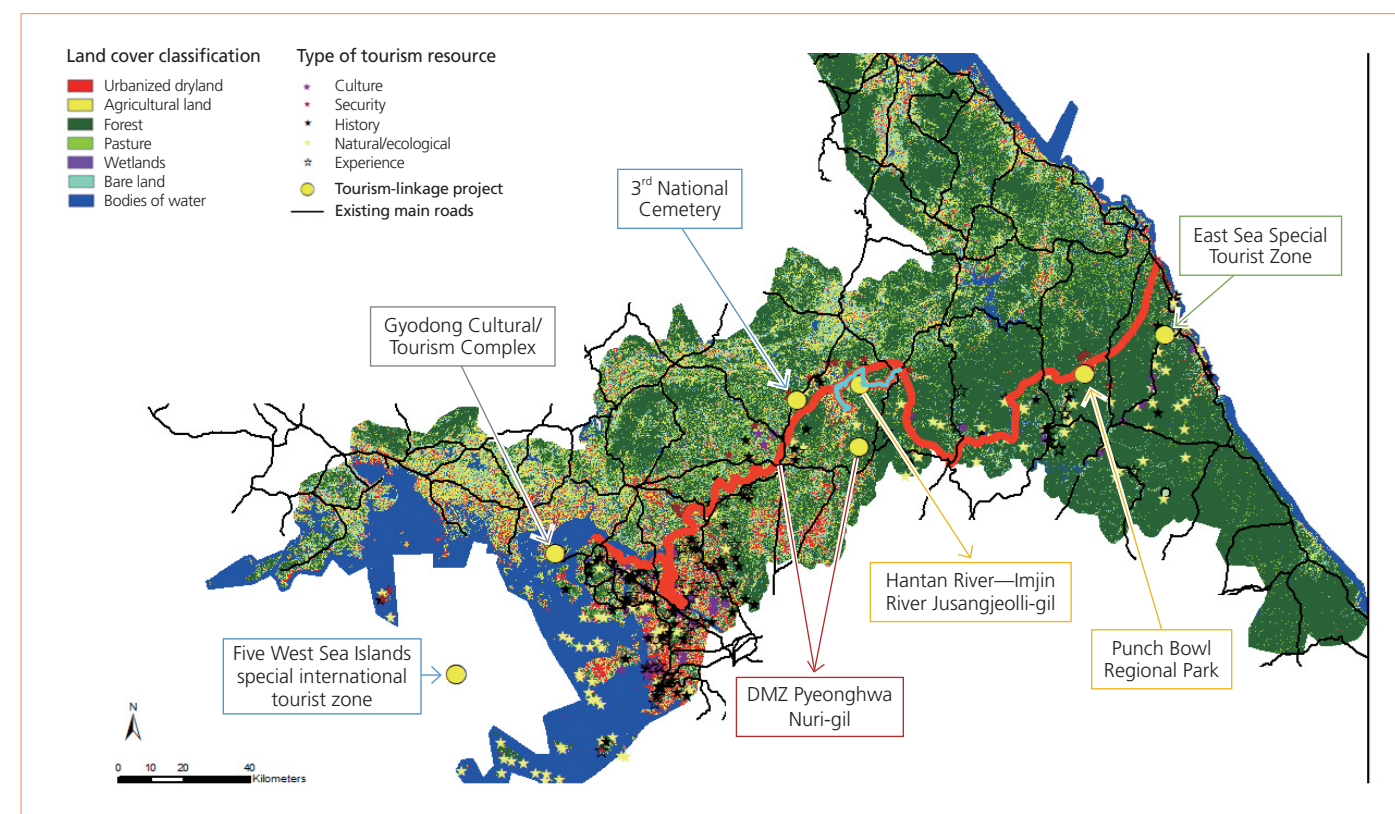 Land cover classification
Urbanized dryland
Agricultural land
Forest
Pasture
Wetlands
Bare land
Bodies of water
Type of tourism resource
Culture
Security
History
Natural/ecological
Experience
Tourism-linkage project
Existing main roads
3rd National
Cemetery
East Sea Special
Tourist Zone
Gyodong Cultural/
Tourism Complex
Hantan River—Imjin
River Jusangjeolli-gil
Punch Bowl
Regional Park
Five West Sea Islands
special international
tourist zone
DMZ Pyeonghwa
Nuri-gil
N
0 10 20 40
Kilometers